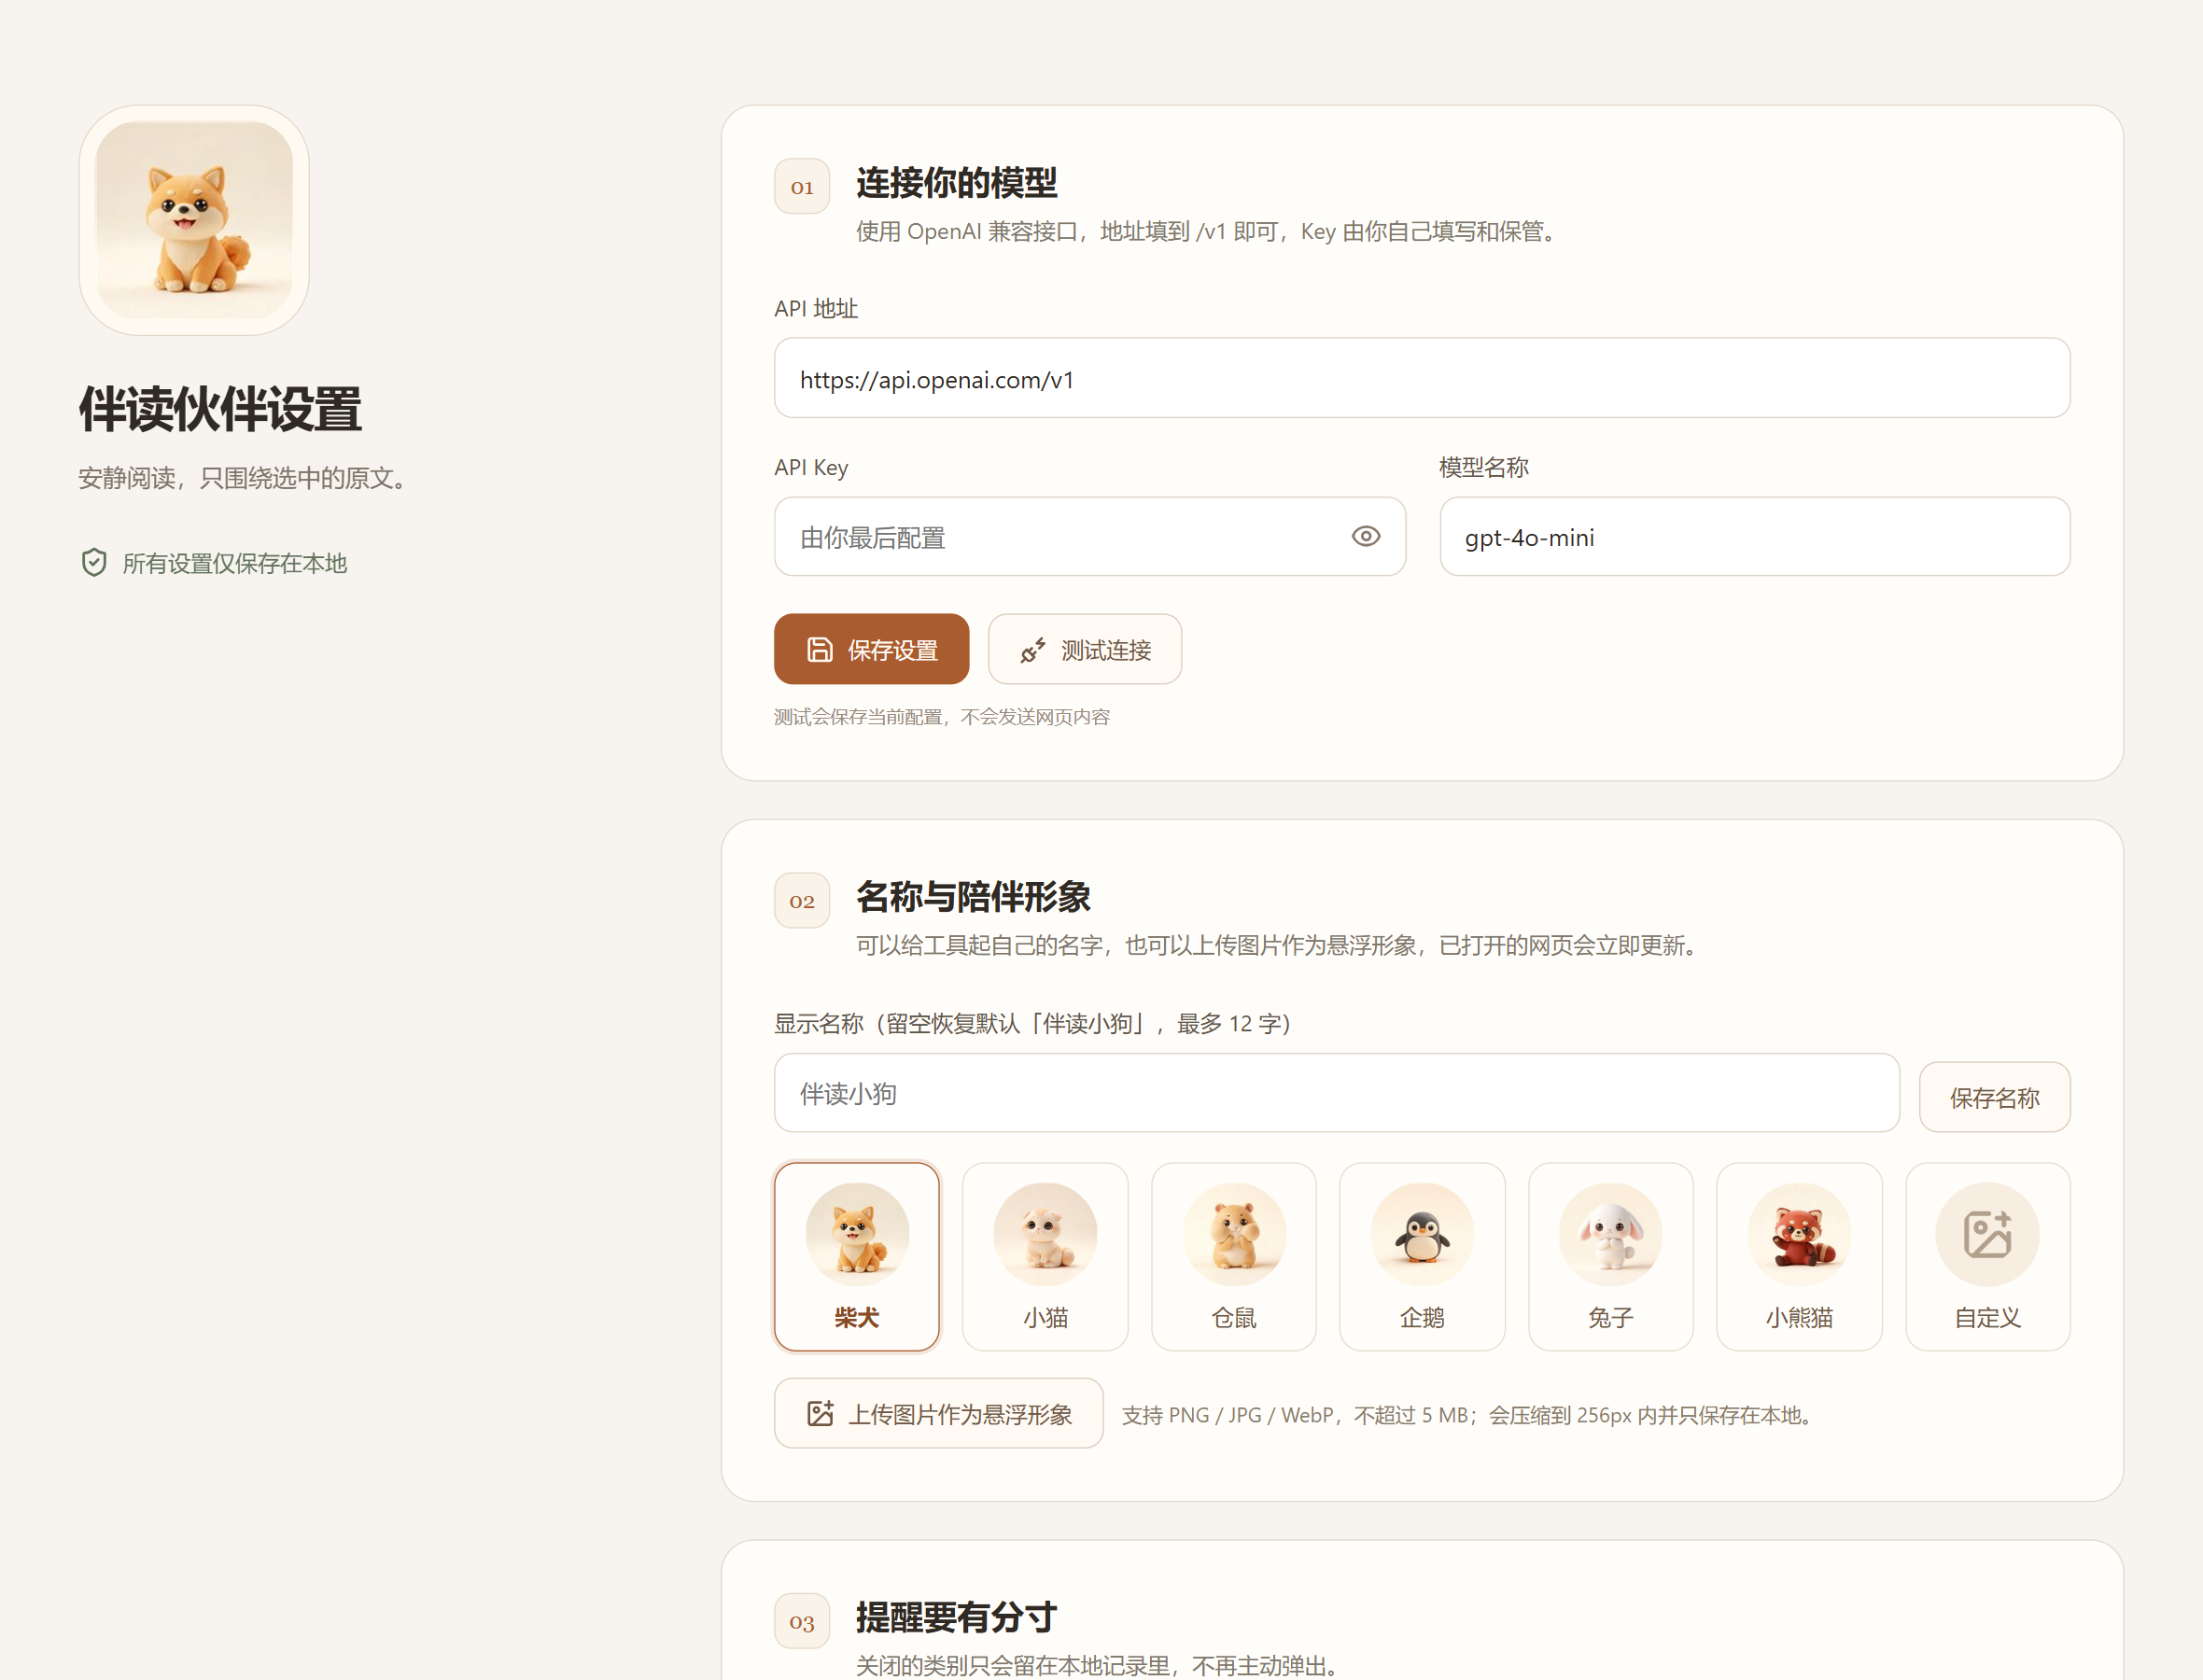 伴读伙伴设置
安静阅读，只围绕选中的原文。
所有设置仅保存在本地
01
连接你的模型
使用 OpenAI 兼容接口，地址填到 /v1 即可，Key 由你自己填写和保管。
API 地址
https://api.openai.com/v1
API Key
模型名称
由你最后配置
gpt-4o-mini
保存设置
测试连接
测试会保存当前配置，不会发送网页内容
02
名称与陪伴形象
可以给工具起自己的名字，也可以上传图片作为悬浮形象，已打开的网页会立即更新。
显示名称（留空恢复默认「伴读小狗」，最多 12 字）
伴读小狗
保存名称
柴犬
小猫
仓鼠
企鹅
兔子
小熊猫
自定义
上传图片作为悬浮形象
支持 PNG / JPG / WebP，不超过 5 MB；会压缩到 256px 内并只保存在本地。
03
提醒要有分寸
关闭的类别只会留在本地记录里，不再主动弹出。